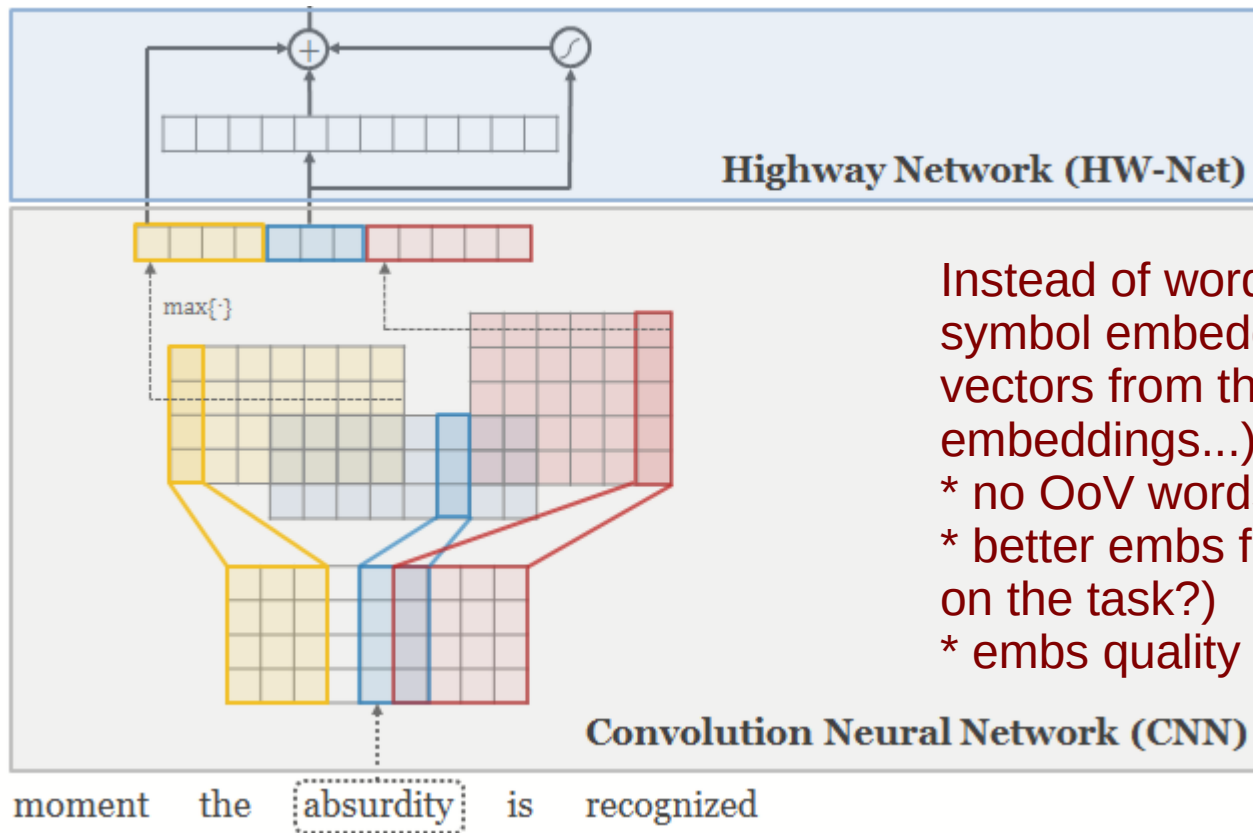 Highway Network (HW-Net)
max{·}
Instead of word
symbol embedd
vectors from th
embeddings...)
* no OoV word
* better embs f
on the task?)
* embs quality
Convolution Neural Network (CNN)
moment the absurdity is recognized